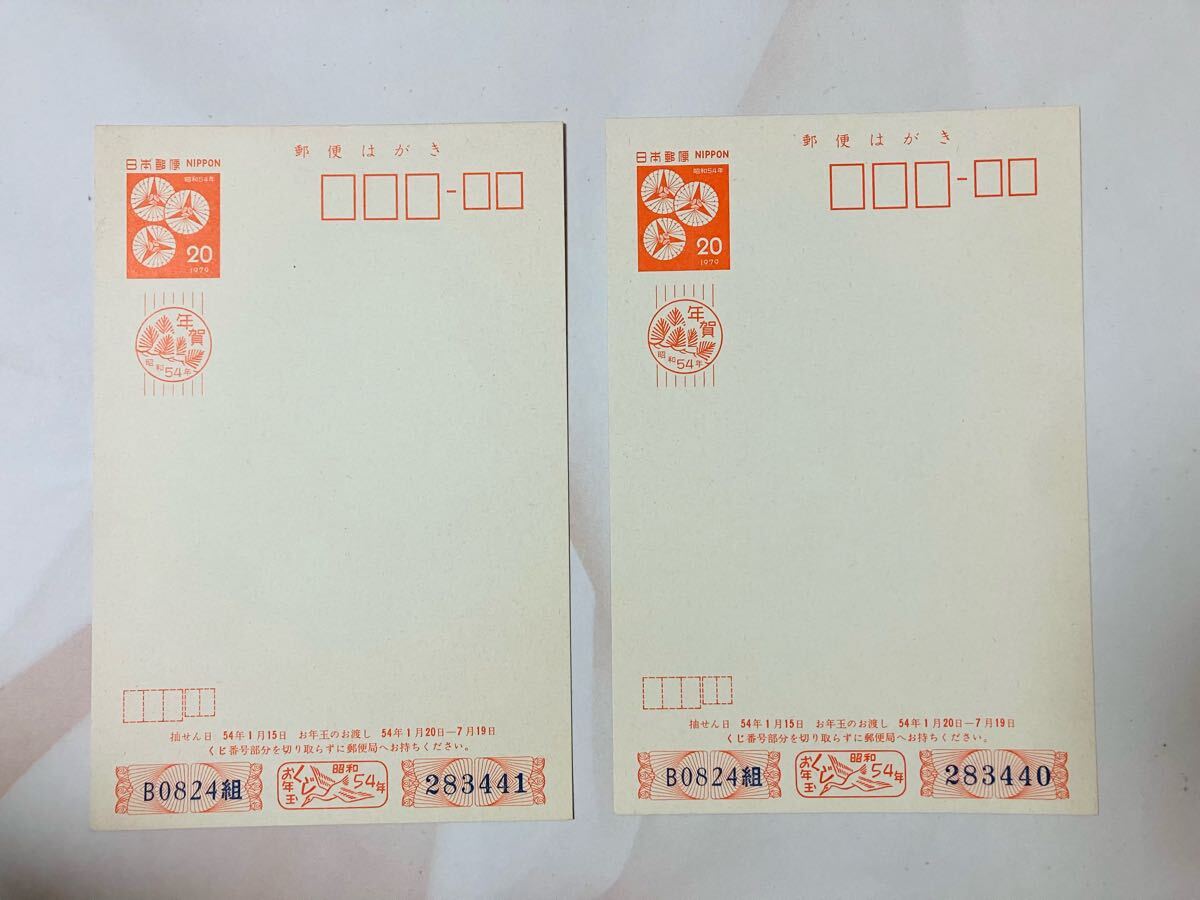 郵便はがき
日本郵便 NIPPON
昭和54年
20
1979
年賀
昭和54年
抽せん日 54年1月15日 お年玉のお渡し 54年1月20日―7月19日
くじ番号部分を切り取らずに郵便局へお持ちください。
B0824組
お年玉くじ
昭和54年
283441
郵便はがき
日本郵便 NIPPON
昭和54年
20
1979
年賀
昭和54年
抽せん日 54年1月15日 お年玉のお渡し 54年1月20日―7月19日
くじ番号部分を切り取らずに郵便局へお持ちください。
B0824組
お年玉くじ
昭和54年
283440